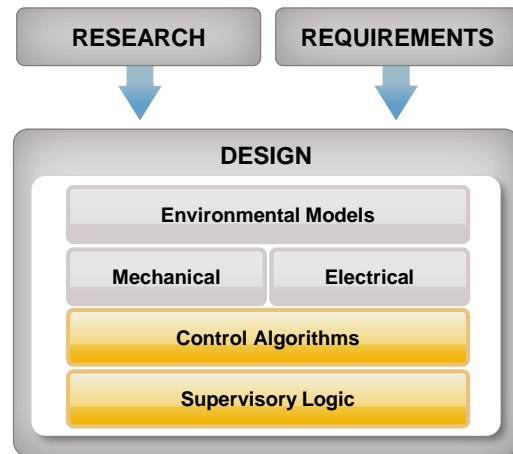 RESEARCH
REQUIREMENTS
DESIGN
Environmental Models
Mechanical
Electrical
Control Algorithms
Supervisory Logic